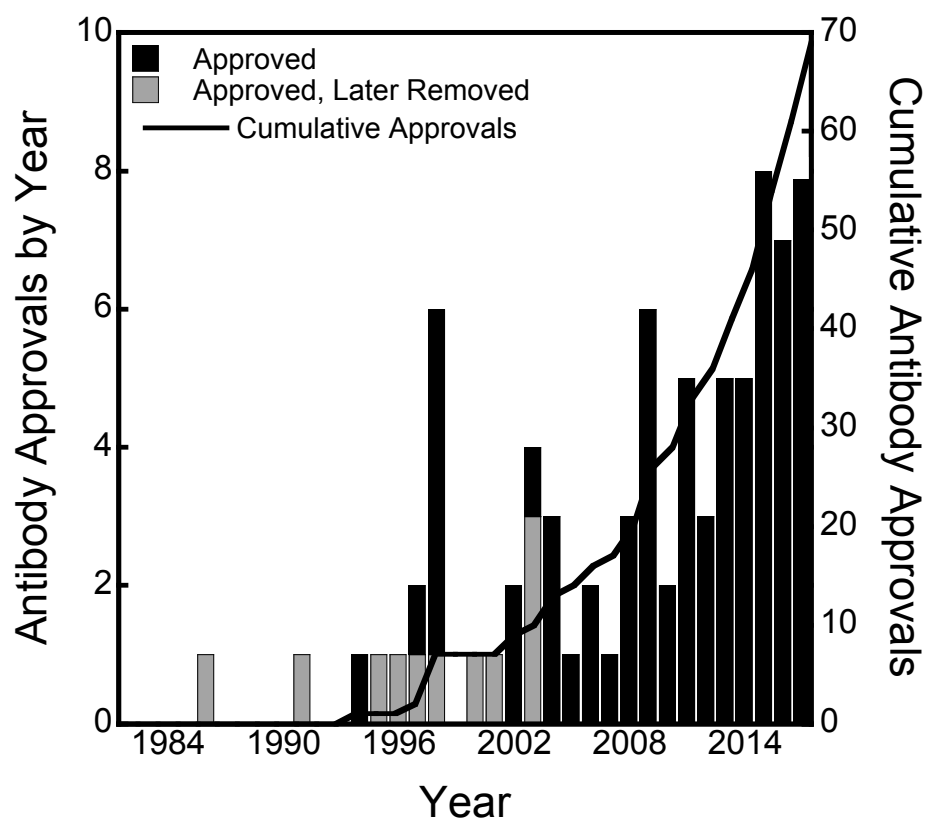 Antibody Approvals by Year
10
8
6
4
2
0
Approved
Approved, Later Removed
Cumulative Approvals
70
60
50
40
30
20
10
0
Cumulative Antibody Approvals
1984 1990 1996 2002 2008 2014
Year